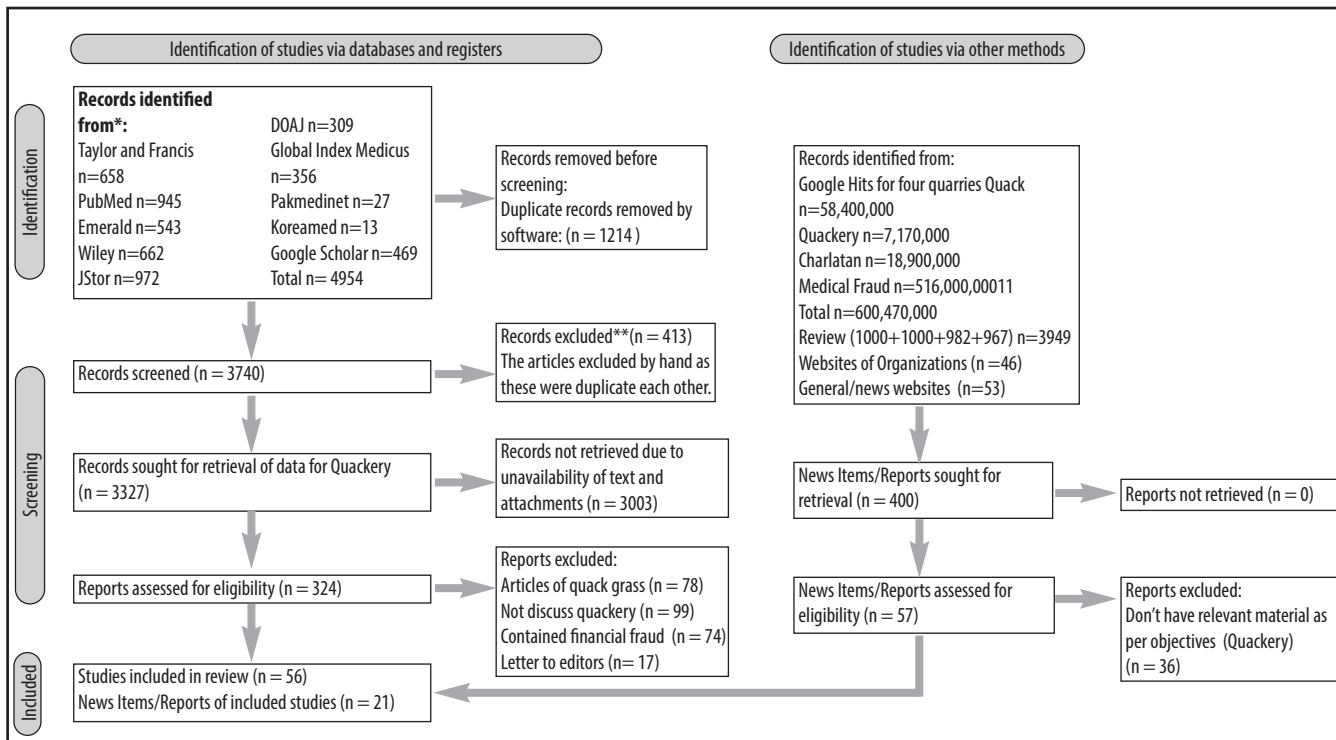 Identification of studies via databases and registers
Identification of studies via other methods
Identification
Records identified
from*:
Taylor and Francis
n=658
PubMed n=945
Emerald n=543
Wiley n=662
JStor n=972
DOAJ n=309
Global Index Medicus
n=356
Pakmedinet n=27
Koreamed n=13
Google Scholar n=469
Total n= 4954
Records removed before
screening:
Duplicate records removed by
software: (n = 1214 )
Records identified from:
Google Hits for four quarries Quack
n=58,400,000
Quackery n=7,170,000
Charlatan n=18,900,000
Medical Fraud n=516,000,00011
Total n=600,470,000
Review (1000+1000+982+967) n=3949
Websites of Organizations (n =46)
General/news websites (n=53)
Screening
Records screened (n = 3740)
Records excluded**(n = 413)
The articles excluded by hand as
these were duplicate each other.
Records sought for retrieval of data for Quackery
(n = 3327)
Records not retrieved due to
unavailability of text and
attachments (n = 3003)
News Items/Reports sought for
retrieval (n = 400)
Reports not retrieved (n = 0)
Reports assessed for eligibility (n = 324)
Reports excluded:
Articles of quack grass (n = 78)
Not discuss quackery (n = 99)
Contained financial fraud (n = 74)
Letter to editors (n= 17)
News Items/Reports assessed for
eligibility (n = 57)
Reports excluded:
Don't have relevant material as
per objectives (Quackery)
(n = 36)
Included
Studies included in review (n = 56)
News Items/Reports of included studies (n = 21)